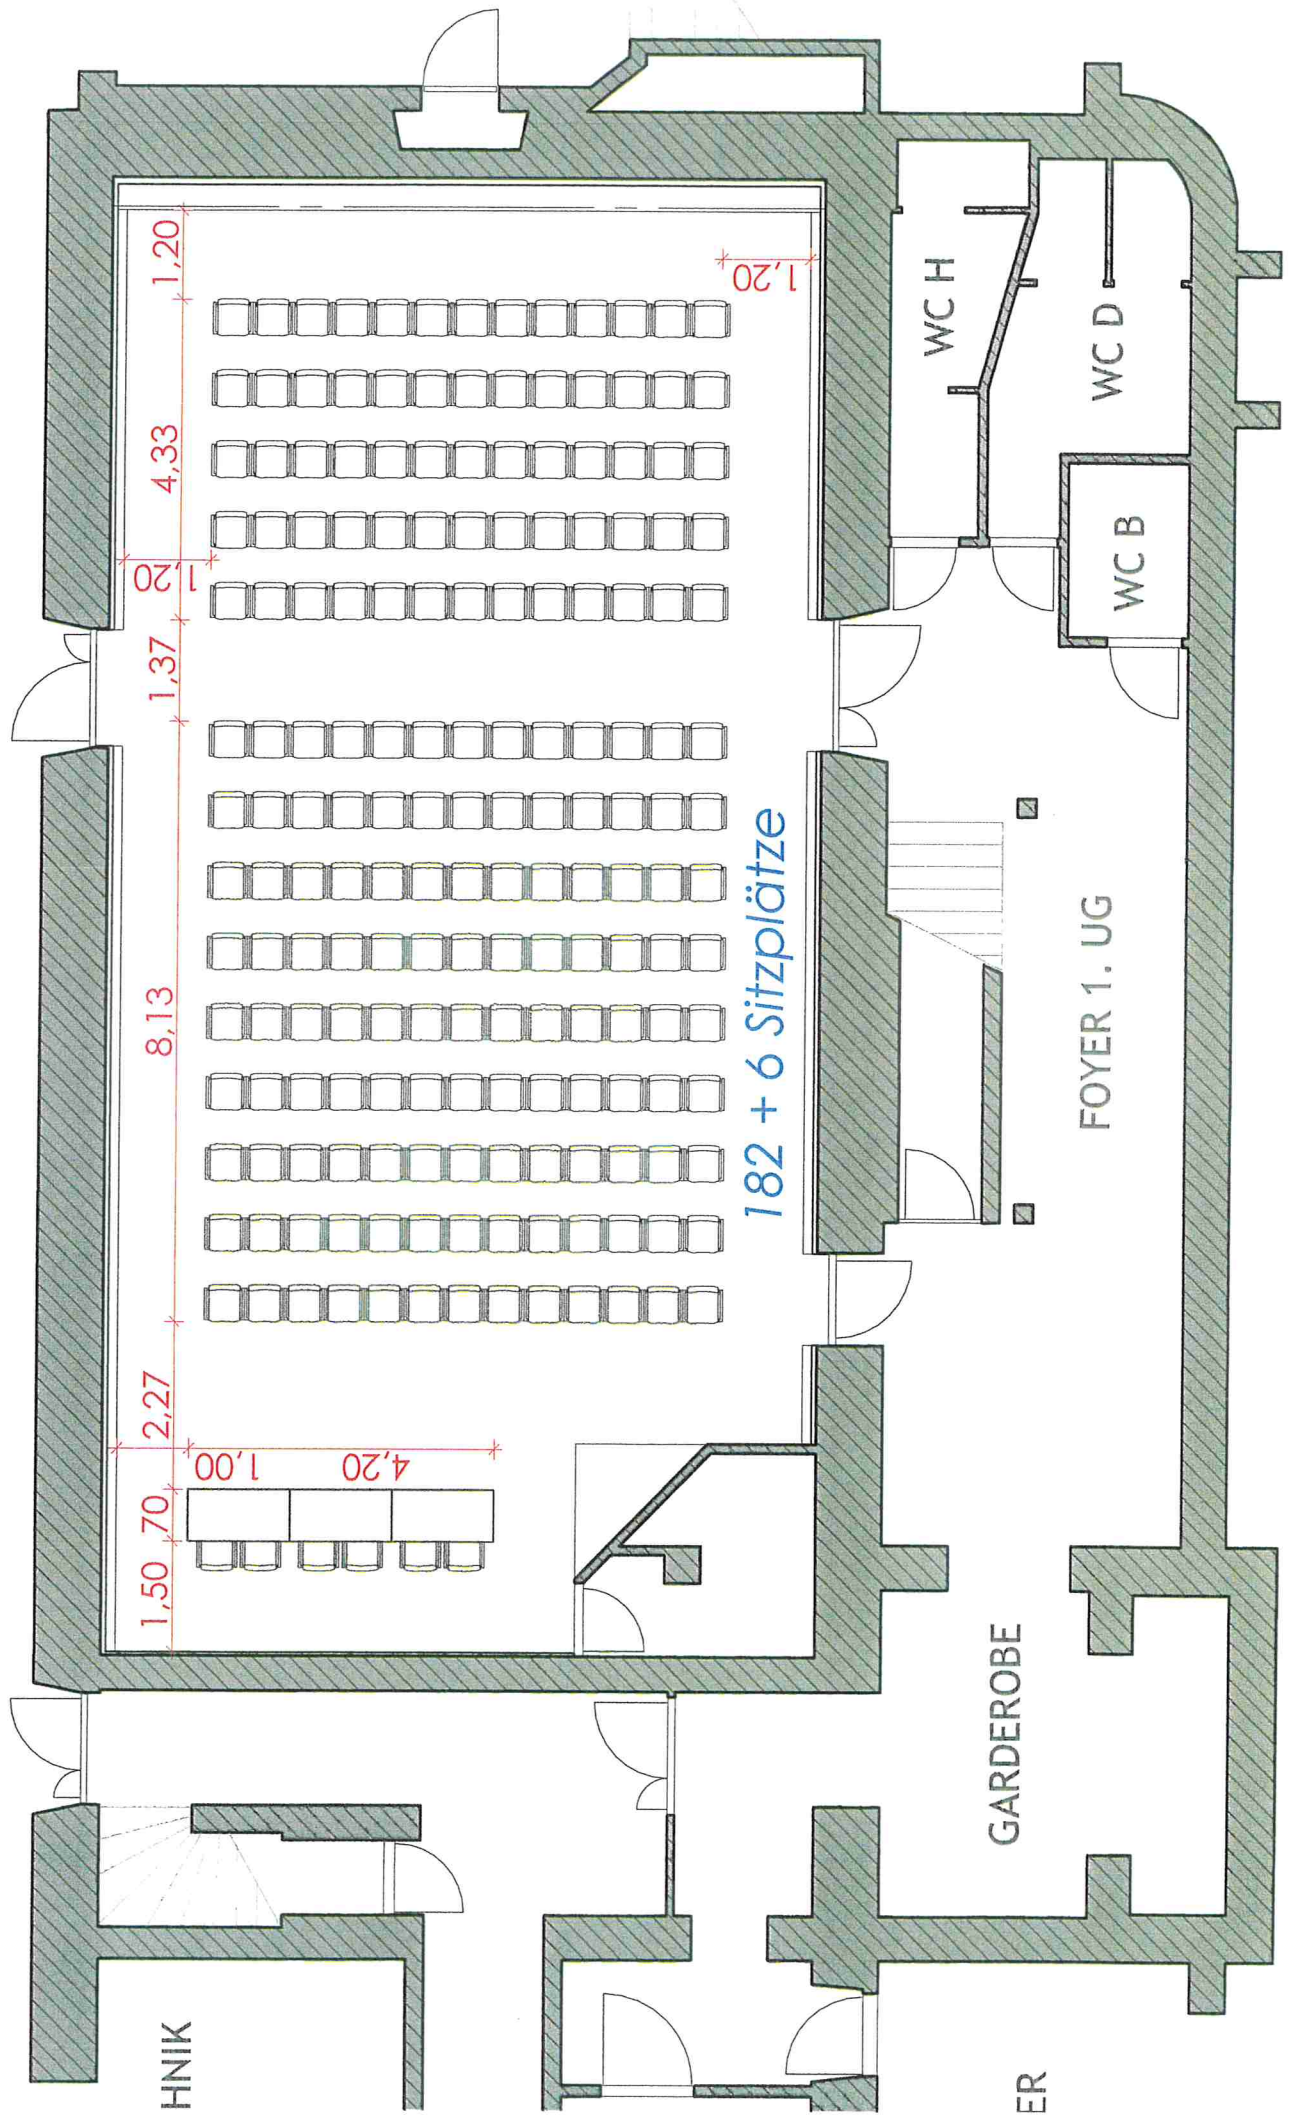 1,20
4,33
1,20
1,20
1,37
8,13
2,27
1,00
4,20
70
1,50
182 + 6 Sitzplätze
WC H
WC D
WC B
FOYER 1. UG
GARDEROBE
HNIK
ER